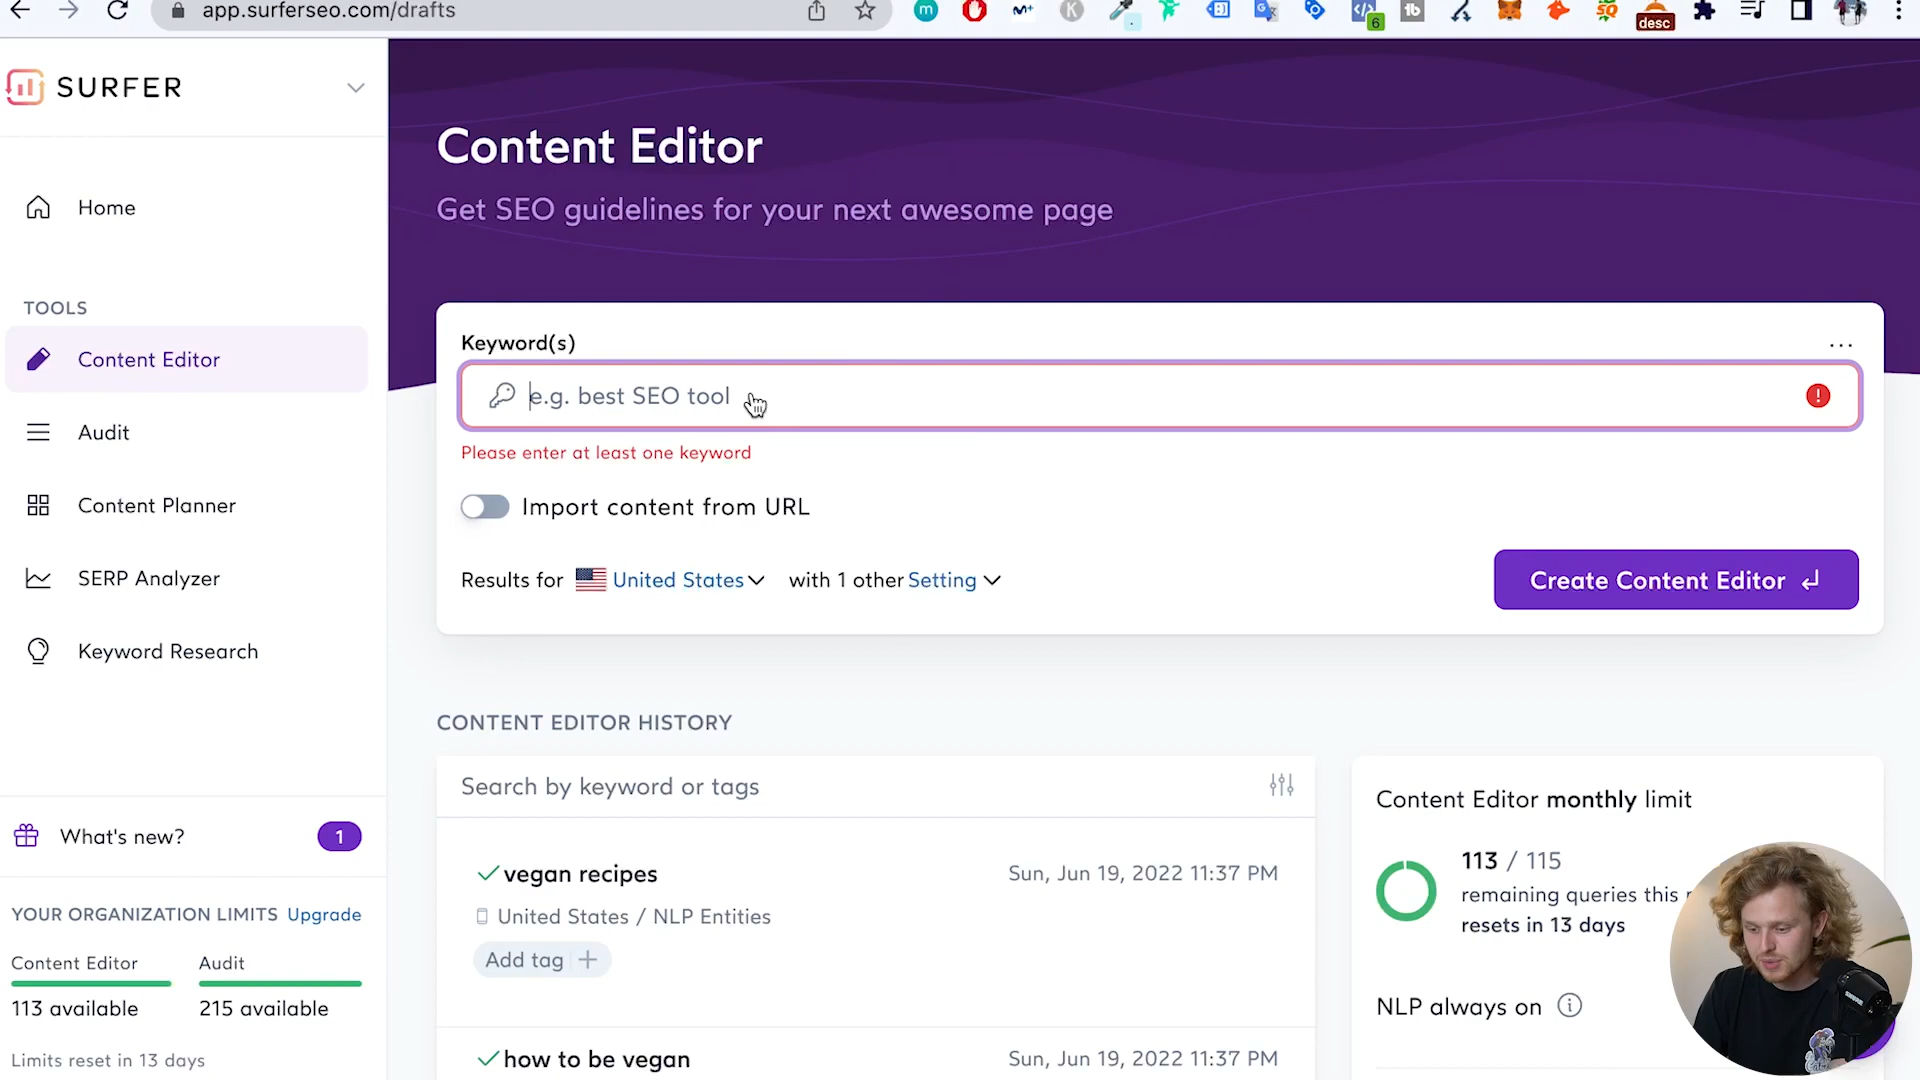 app.surferseo.com/drafts
m
K
6
tb
SQ
desc
SURFER
Home
TOOLS
Content Editor
Audit
Content Planner
SERP Analyzer
Keyword Research
What's new?
1
YOUR ORGANIZATION LIMITS Upgrade
Content Editor
Audit
113 available
215 available
Limits reset in 13 days
Content Editor
Get SEO guidelines for your next awesome page
Keyword(s)
...
e.g. best SEO tool
!
Please enter at least one keyword
Import content from URL
Results for United States with 1 other Setting
Create Content Editor
CONTENT EDITOR HISTORY
Search by keyword or tags
vegan recipes
Sun, Jun 19, 2022 11:37 PM
United States / NLP Entities
Add tag +
how to be vegan
Sun, Jun 19, 2022 11:37 PM
Content Editor monthly limit
113 / 115
remaining queries this
resets in 13 days
NLP always on